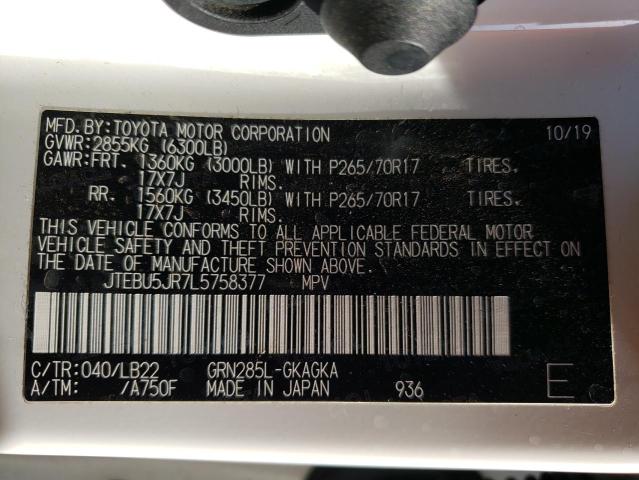 MFD.BY:TOYOTA MOTOR CORPORATION 10/19
GVWR:2855KG (6300LB)
GAWR:FRT. 1360KG (3000LB) WITH P265/70R17 TIRES.
17X7J RIMS.
RR. 1560KG (3450LB) WITH P265/70R17 TIRES.
17X7J RIMS.
THIS VEHICLE CONFORMS TO ALL APPLICABLE FEDERAL MOTOR
VEHICLE SAFETY AND THEFT PREVENTION STANDARDS IN EFFECT ON
THE DATE OF MANUFACTURE SHOWN ABOVE.
JTEBU5JR7L5758377 MPV
C/TR:040/LB22 GRN285L-GKAGKA
A/TM: /A750F MADE IN JAPAN 936 E